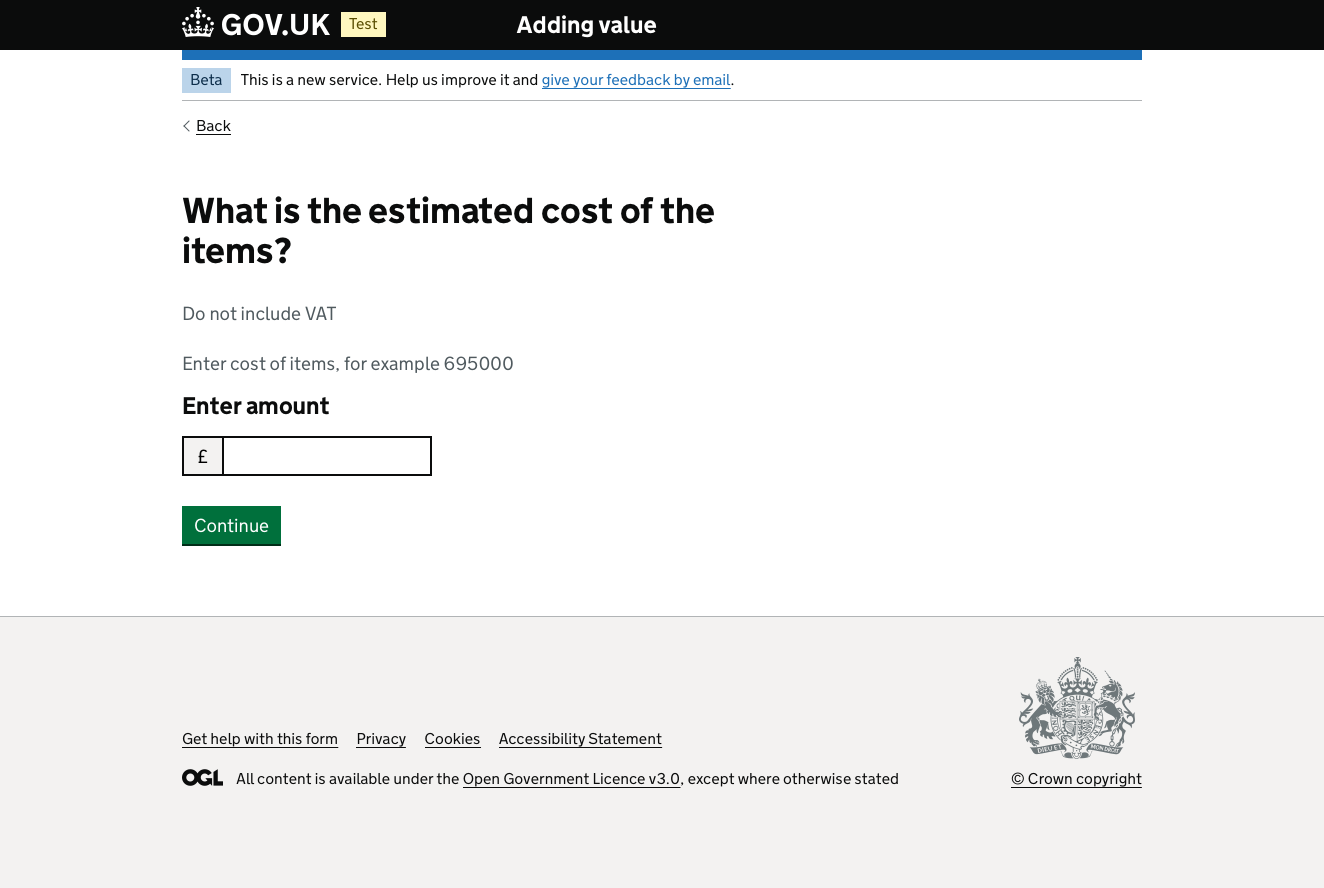 GOV.UK Test Adding value
Beta This is a new service. Help us improve it and give your feedback by email.
Back
What is the estimated cost of the
items?
Do not include VAT
Enter cost of items, for example 695000
Enter amount
£
Continue
Get help with this form Privacy Cookies Accessibility Statement
OGL All content is available under the Open Government Licence v3.0, except where otherwise stated
© Crown copyright